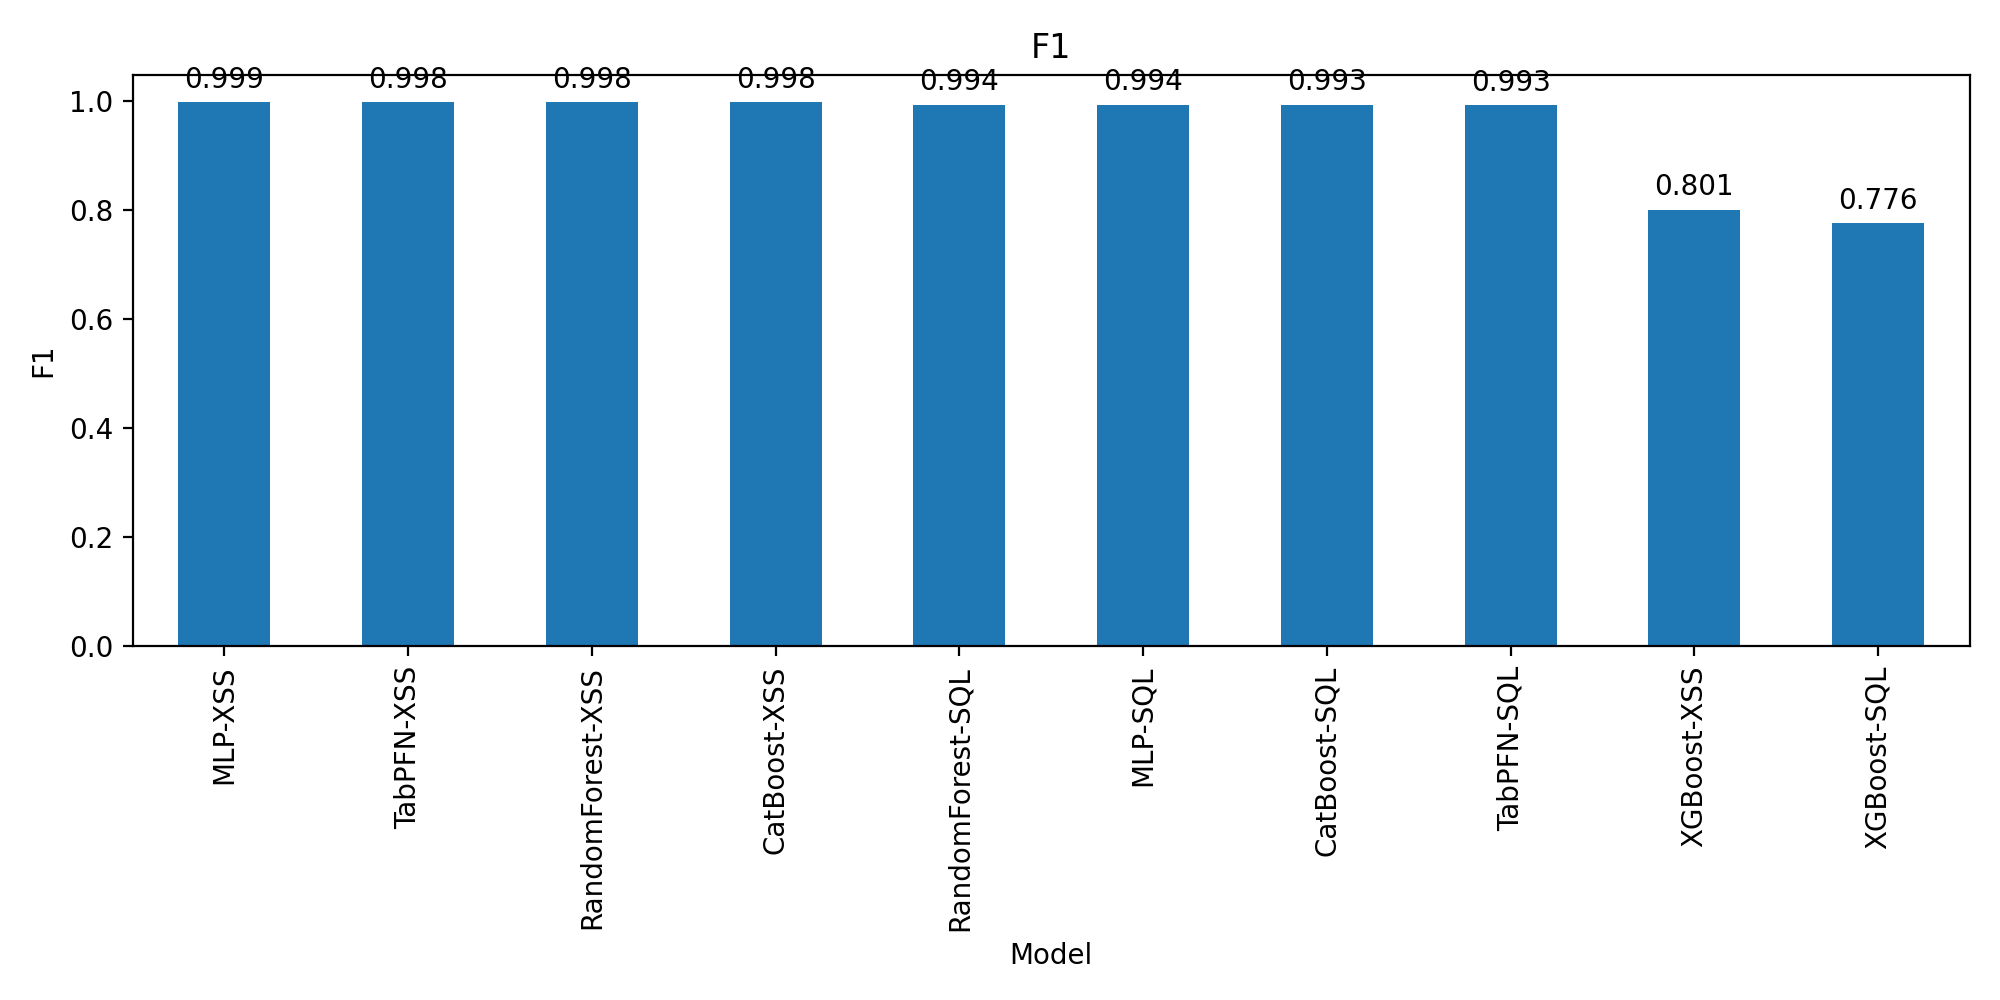 F1
0.999 0.998 0.998 0.998 0.994 0.994 0.993 0.993 0.801 0.776
1.0
0.8
0.6
0.4
0.2
0.0
F1
MLP-XSS
TabPFN-XSS
RandomForest-XSS
CatBoost-XSS
RandomForest-SQL
MLP-SQL
CatBoost-SQL
TabPFN-SQL
XGBoost-XSS
XGBoost-SQL
Model